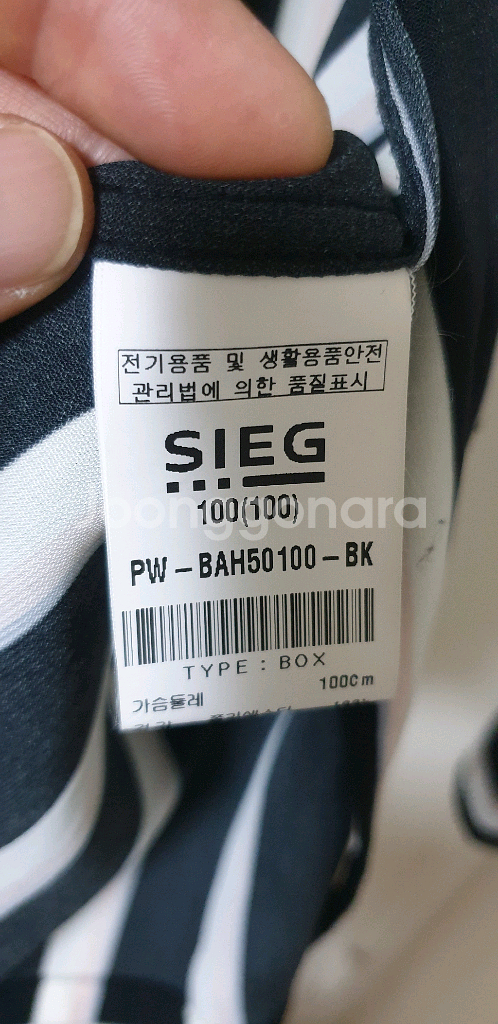 전기용품 및 생활용품안전
관리법에 의한 품질표시
SIEG
100(100)
bonggonara
PW-BAH50100-BK
TYPE : BOX
100Cm
가슴둘레